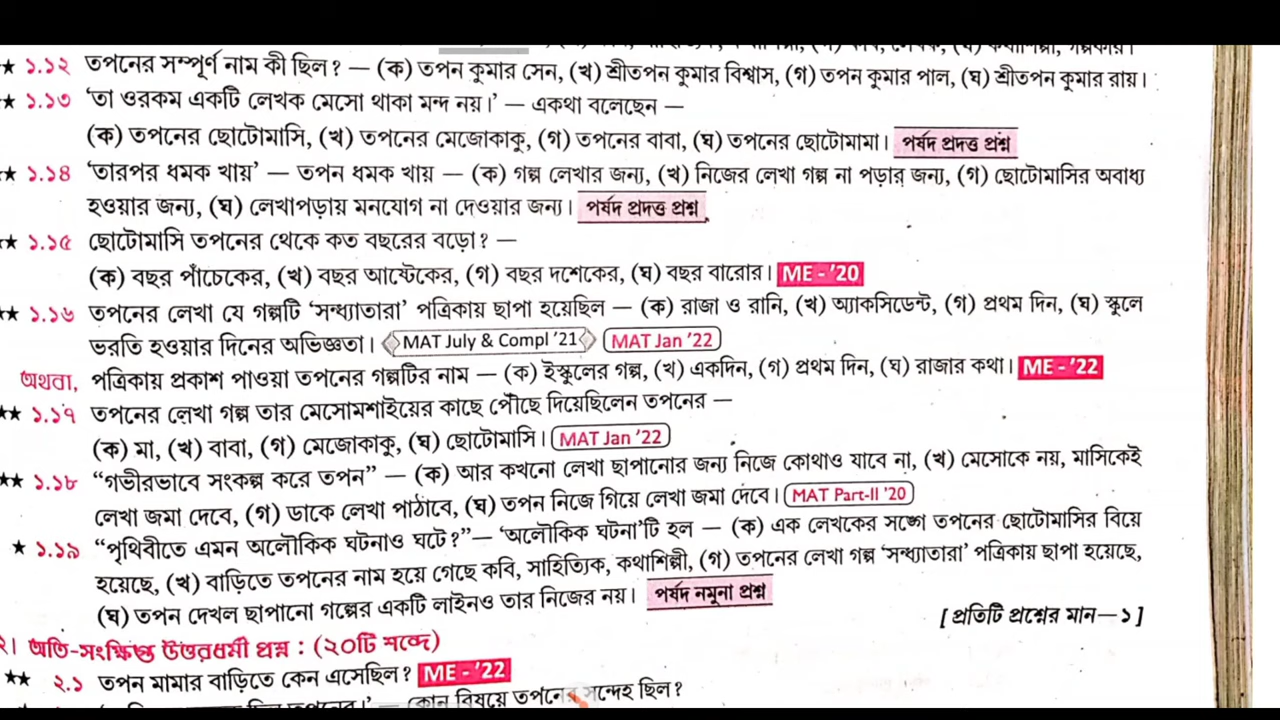 কথাশিল্পী, গল্পকার।
★ ১.১২ তপনের সম্পূর্ণ নাম কী ছিল? — (ক) তপন কুমার সেন, (খ) শ্রীতপন কুমার বিশ্বাস, (গ) তপন কুমার পাল, (ঘ) শ্রীতপন কুমার রায়।
★ ১.১৩ ‘তা ওরকম একটি লেখক মেসো থাকা মন্দ নয়।’ — একথা বলেছেন —
(ক) তপনের ছোটোমাসি, (খ) তপনের মেজোকাকু, (গ) তপনের বাবা, (ঘ) তপনের ছোটোমামা। পর্ষদ প্রদত্ত প্রশ্ন
★ ১.১৪ ‘তারপর ধমক খায়’ — তপন ধমক খায় — (ক) গল্প লেখার জন্য, (খ) নিজের লেখা গল্প না পড়ার জন্য, (গ) ছোটোমাসির অবাধ্য
হওয়ার জন্য, (ঘ) লেখাপড়ায় মনযোগ না দেওয়ার জন্য। পর্ষদ প্রদত্ত প্রশ্ন
★ ১.১৫ ছোটোমাসি তপনের থেকে কত বছরের বড়ো? —
(ক) বছর পাঁচেকের, (খ) বছর আষ্টেকের, (গ) বছর দশেকের, (ঘ) বছর বারোর। ME - ’20
★★ ১.১৬ তপনের লেখা যে গল্পটি ‘সন্ধ্যাতারা’ পত্রিকায় ছাপা হয়েছিল — (ক) রাজা ও রানি, (খ) অ্যাকসিডেন্ট, (গ) প্রথম দিন, (ঘ) স্কুলে
ভরতি হওয়ার দিনের অভিজ্ঞতা। MAT July & Compl ’21 MAT Jan ’22
অথবা, পত্রিকায় প্রকাশ পাওয়া তপনের গল্পটির নাম — (ক) ইস্কুলের গল্প, (খ) একদিন, (গ) প্রথম দিন, (ঘ) রাজার কথা। ME - ’22
★★ ১.১৭ তপনের লেখা গল্প তার মেসোমশাইয়ের কাছে পৌঁছে দিয়েছিলেন তপনের —
(ক) মা, (খ) বাবা, (গ) মেজোকাকু, (ঘ) ছোটোমাসি। MAT Jan ’22
★★ ১.১৮ “গভীরভাবে সংকল্প করে তপন” — (ক) আর কখনো লেখা ছাপানোর জন্য নিজে কোথাও যাবে না, (খ) মেসোকে নয়, মাসিকেই
লেখা জমা দেবে, (গ) ডাকে লেখা পাঠাবে, (ঘ) তপন নিজে গিয়ে লেখা জমা দেবে। MAT Part-II ’20
★ ১.১৯ “পৃথিবীতে এমন অলৌকিক ঘটনাও ঘটে?”— ‘অলৌকিক ঘটনা’টি হল — (ক) এক লেখকের সঙ্গে তপনের ছোটোমাসির বিয়ে
হয়েছে, (খ) বাড়িতে তপনের নাম হয়ে গেছে কবি, সাহিত্যিক, কথাশিল্পী, (গ) তপনের লেখা গল্প ‘সন্ধ্যাতারা’ পত্রিকায় ছাপা হয়েছে,
(ঘ) তপন দেখল ছাপানো গল্পের একটি লাইনও তার নিজের নয়। পর্ষদ নমুনা প্রশ্ন
[ প্রতিটি প্রশ্নের মান—১ ]
২। অতি-সংক্ষিপ্ত উত্তরধর্মী প্রশ্ন : (২০টি শব্দে)
★★ ২.১ তপন মামার বাড়িতে কেন এসেছিল? ME - ’22
— কোন বিষয়ে তপনের সন্দেহ ছিল?